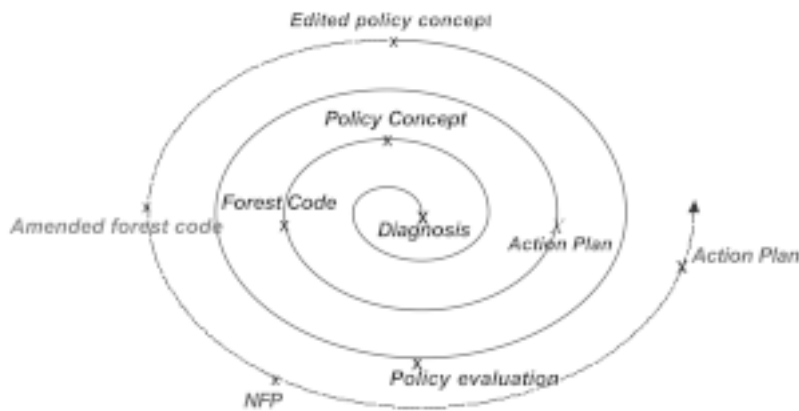 Edited policy concept
Policy Concept
Forest Code
Amended forest code
Diagnosis
Action Plan
Action Plan
Policy evaluation
NFP